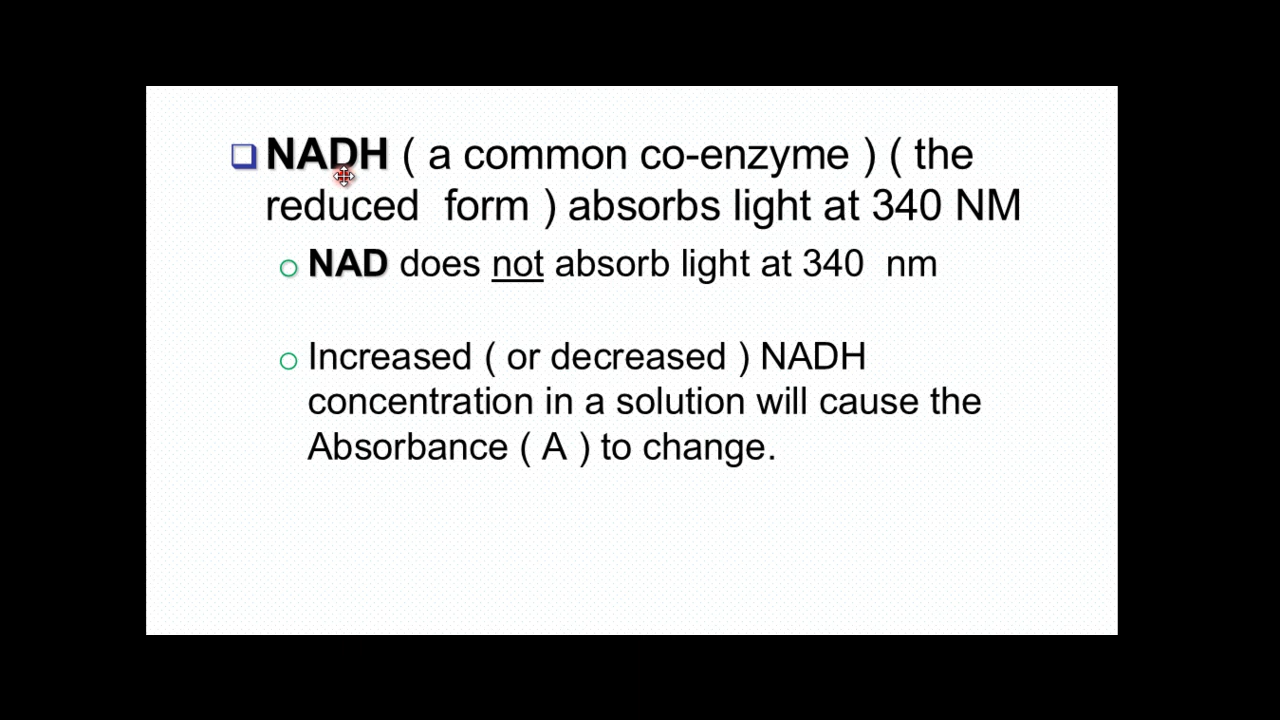 NADH ( a common co-enzyme ) ( the
reduced  form ) absorbs light at 340 NM
NAD does not absorb light at 340  nm
Increased ( or decreased ) NADH
concentration in a solution will cause the
Absorbance ( A ) to change.